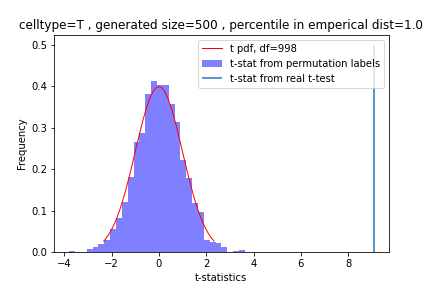 celltype=T , generated size=500 , percentile in emperical dist=1.0
t pdf, df=998
t-stat from permutation labels
t-stat from real t-test
Frequency
0.5
0.4
0.3
0.2
0.1
0.0
−4 −2 0 2 4 6 8
t-statistics